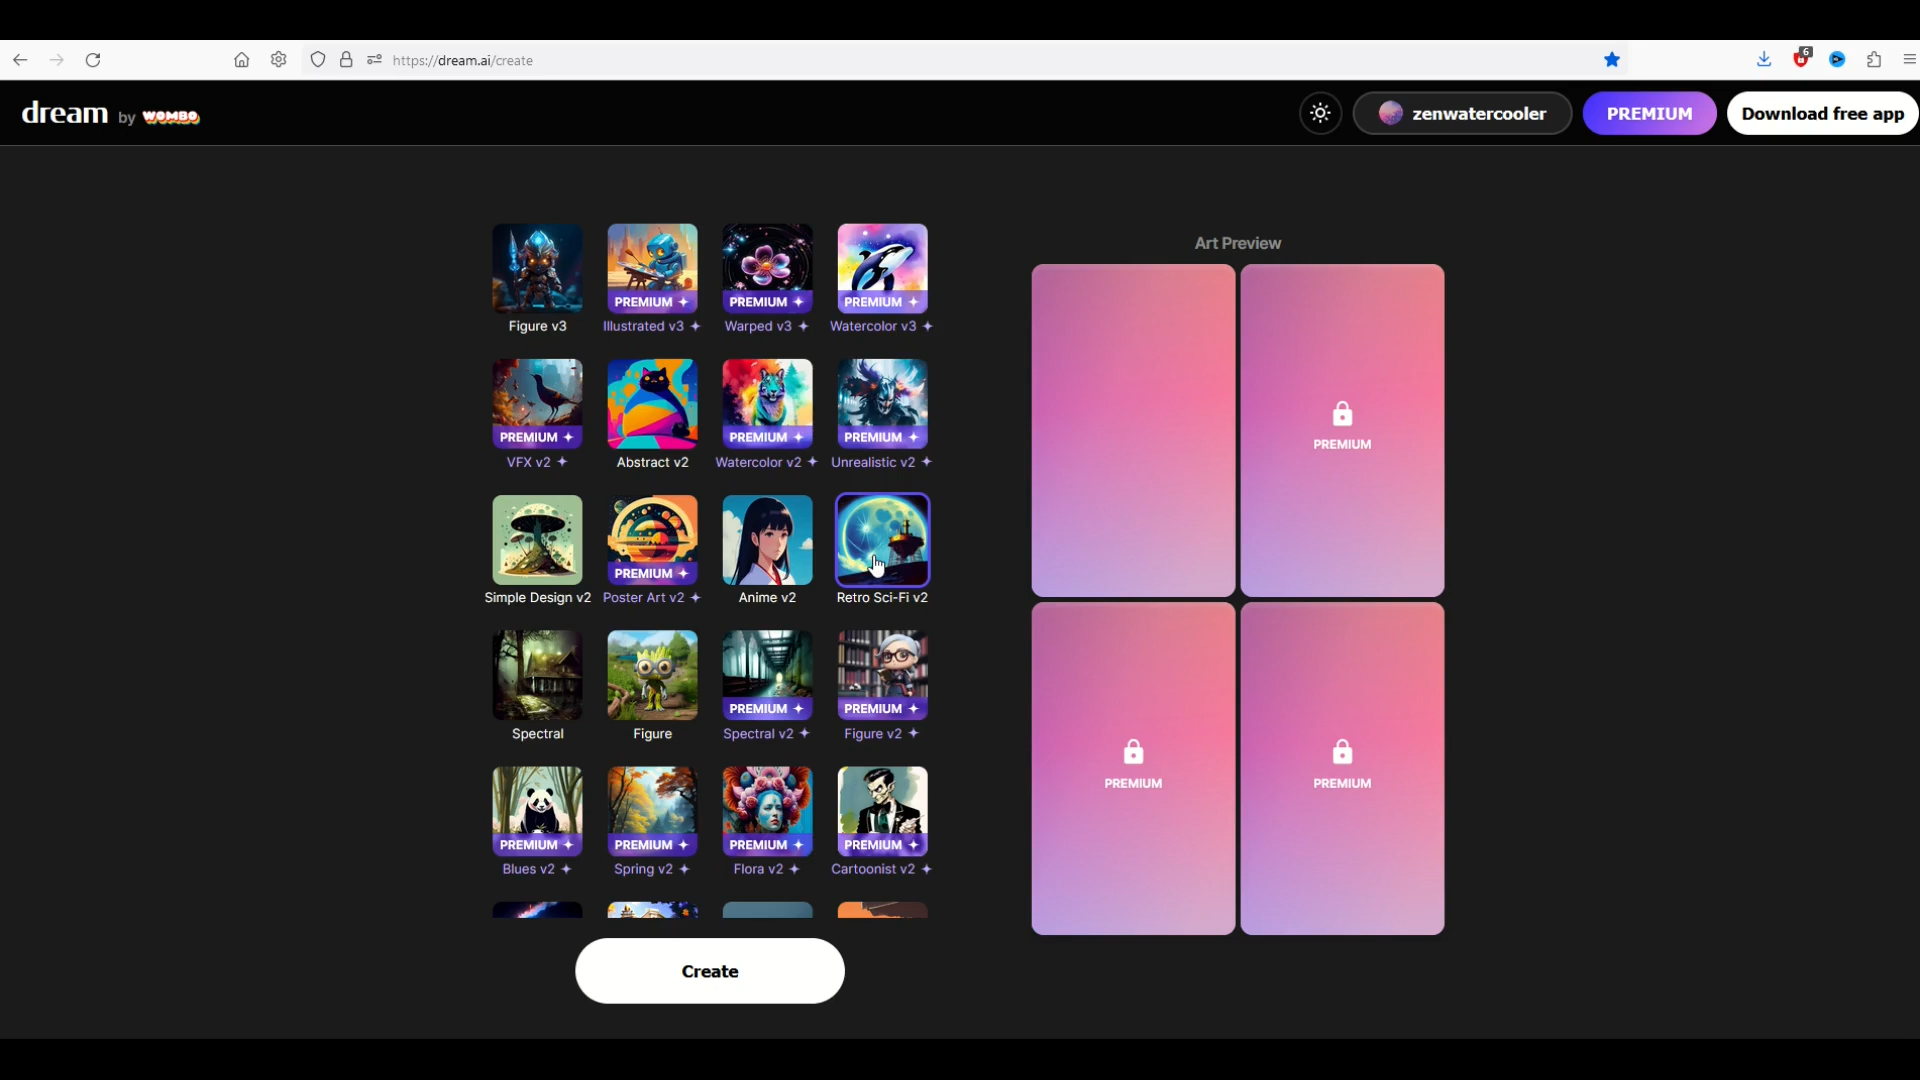 https://dream.ai/create
6
dream by WOMBO
zenwatercooler
PREMIUM
Download free app
Art Preview
PREMIUM
PREMIUM
PREMIUM
Figure v3
Illustrated v3
Warped v3
Watercolor v3
PREMIUM
PREMIUM
PREMIUM
PREMIUM
VFX v2
Abstract v2
Watercolor v2
Unrealistic v2
PREMIUM
Simple Design v2
Poster Art v2
Anime v2
Retro Sci-Fi v2
PREMIUM
PREMIUM
Spectral
Figure
Spectral v2
Figure v2
PREMIUM
PREMIUM
PREMIUM
PREMIUM
Blues v2
Spring v2
Flora v2
Cartoonist v2
PREMIUM
PREMIUM
PREMIUM
Create